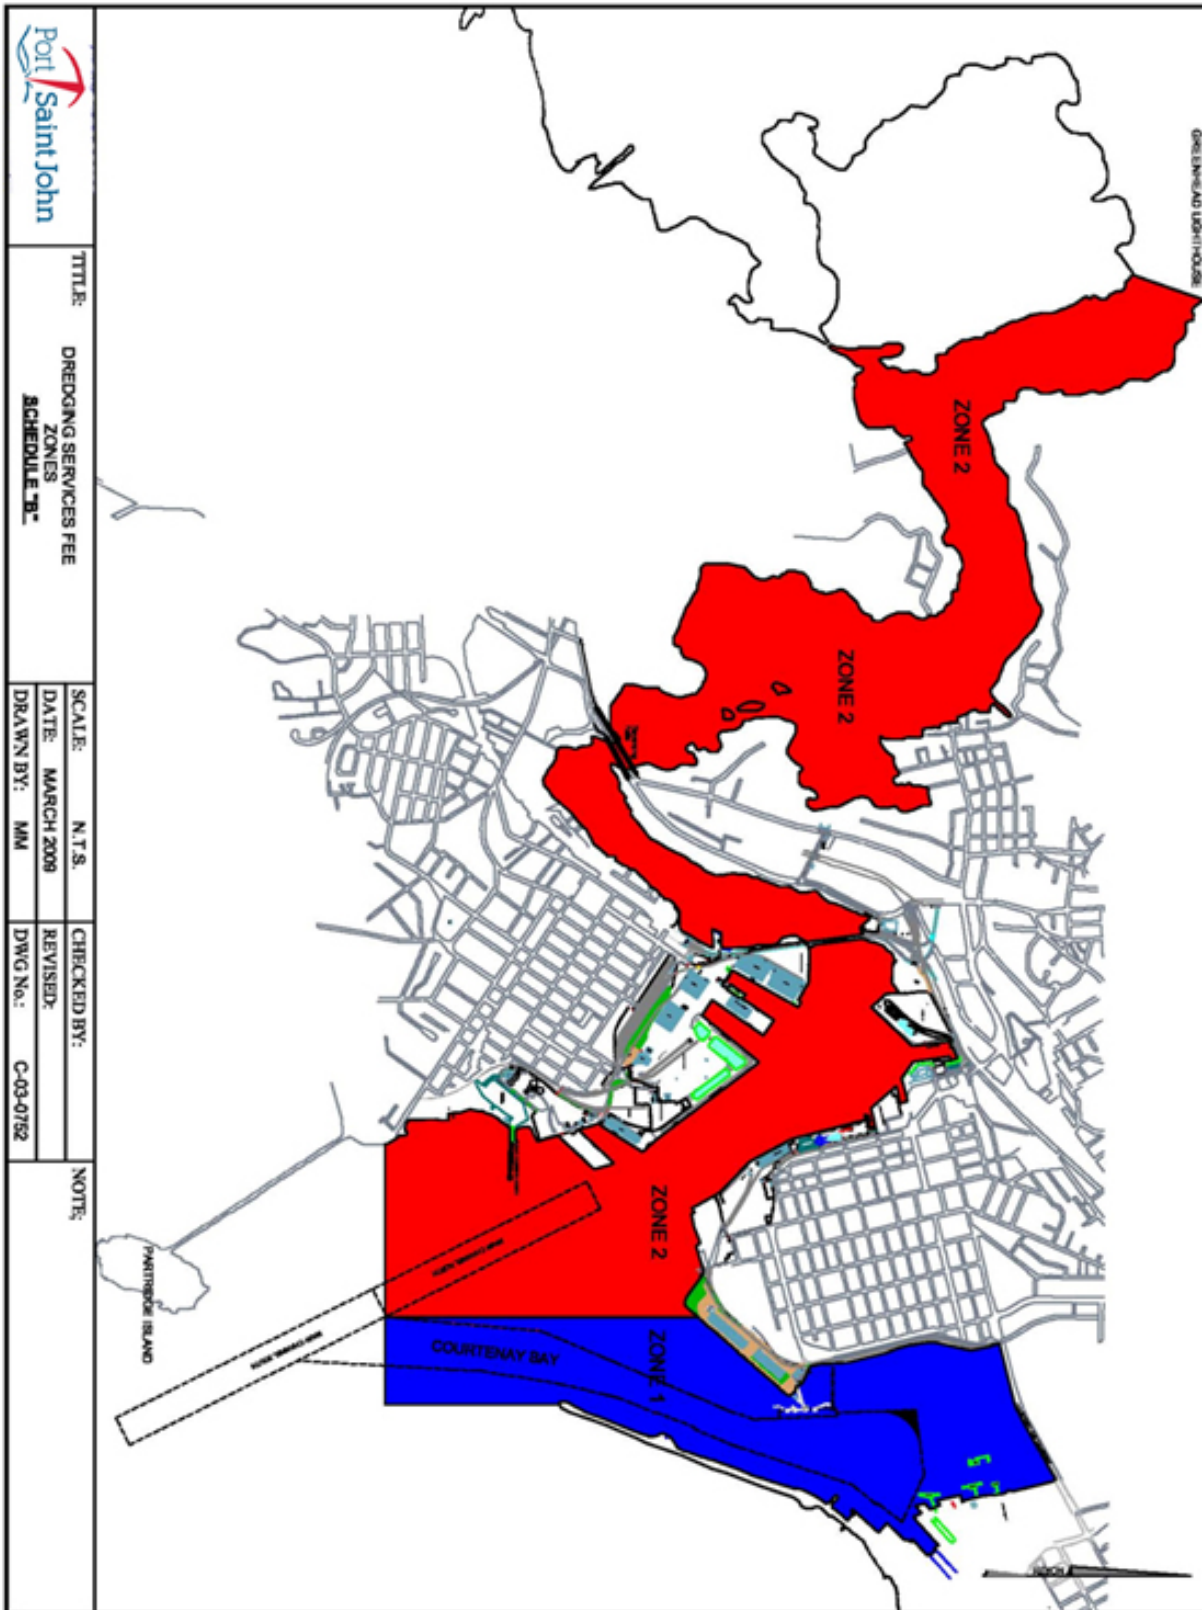 GREENHEAD LIGHTHOUSE
ZONE 2
ZONE 2
ZONE 2
ZONE 1
COURTENAY BAY
PARTRIDGE ISLAND
NORTH
Port Saint John
TITLE:
DREDGING SERVICES FEE
ZONES
SCHEDULE "B"
SCALE: N.T.S.
DATE: MARCH 2009
DRAWN BY: MM
CHECKED BY:
REVISED:
DWG No.: C-03-0752
NOTE: